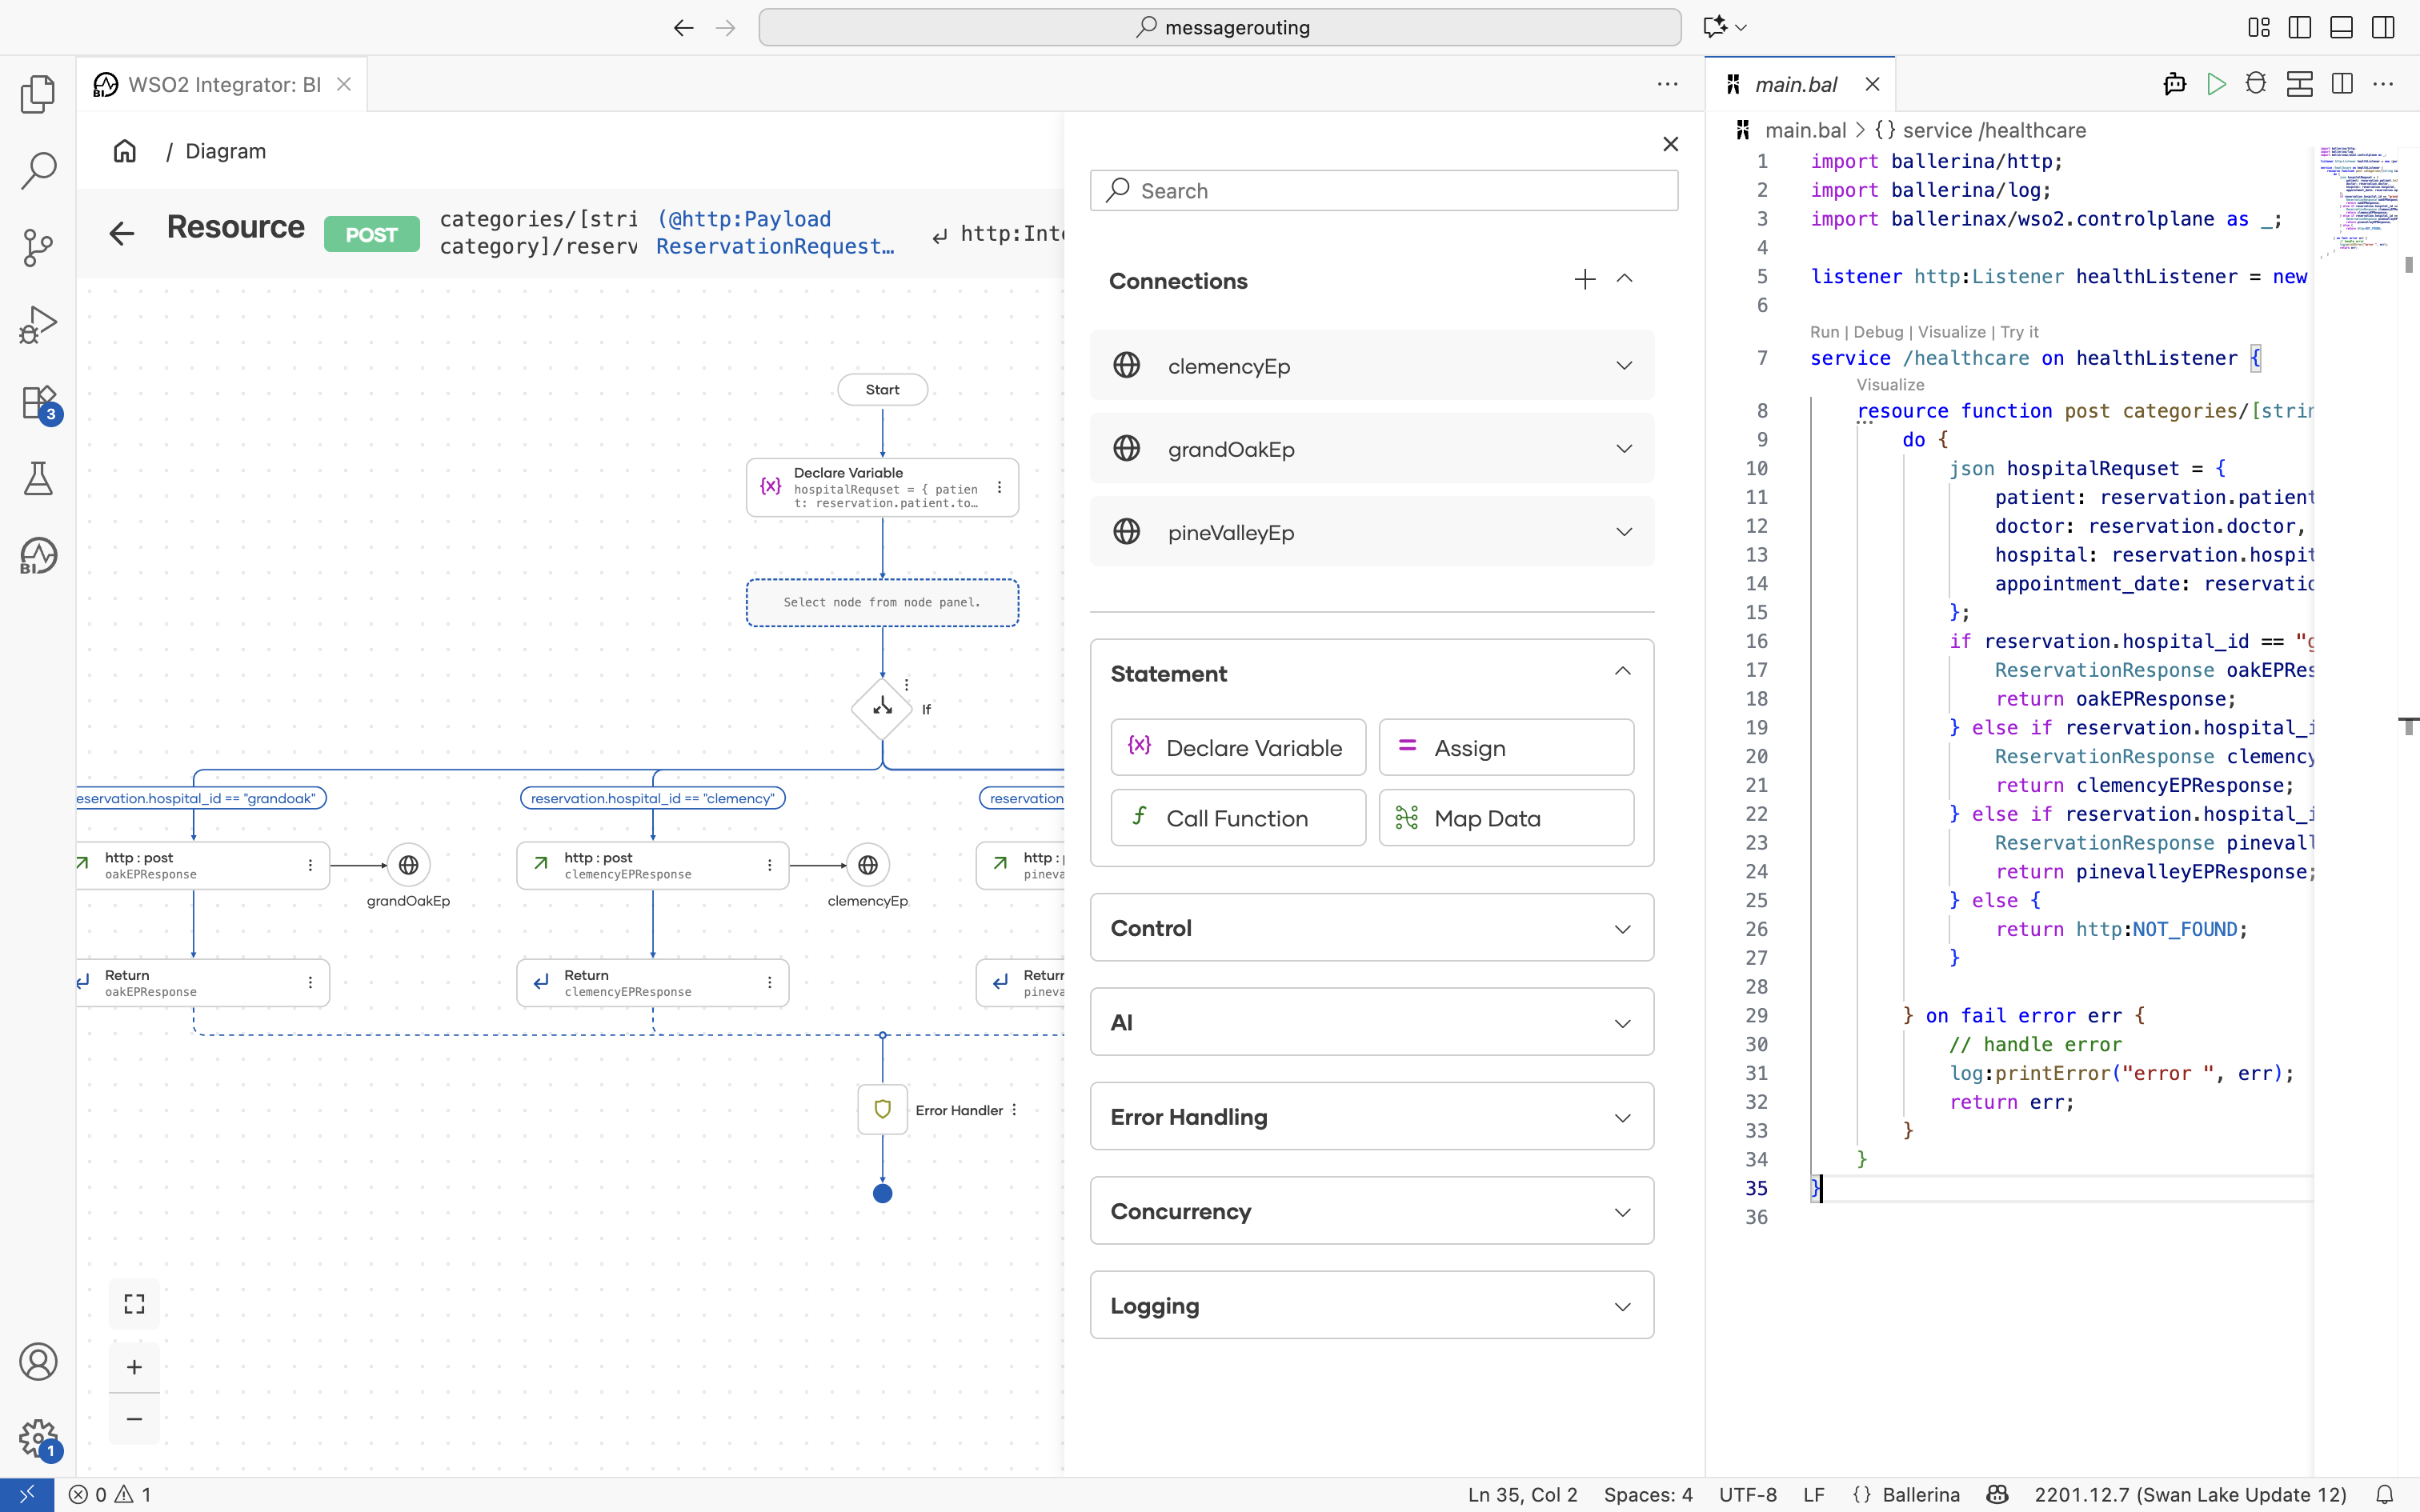 messagerouting
WSO2 Integrator: BI
/ Diagram
Resource
POST
categories/[stri
category]/reserv
(@http:Payload
ReservationRequest…
http:Int
Start
Declare Variable
hospitalRequset = { patien
t: reservation.patient.to…
Select node from node panel.
If
eservation.hospital_id == "grandoak"
reservation.hospital_id == "clemency"
reservation
http : post
oakEPResponse
grandOakEp
http : post
clemencyEPResponse
clemencyEp
http :
pineva
Return
oakEPResponse
Return
clemencyEPResponse
Return
pineva
Error Handler
Search
Connections
clemencyEp
grandOakEp
pineValleyEp
Statement
Declare Variable
Assign
Call Function
Map Data
Control
AI
Error Handling
Concurrency
Logging
main.bal
main.bal > {} service /healthcare
1 import ballerina/http;
2 import ballerina/log;
3 import ballerinax/wso2.controlplane as _;
4
5 listener http:Listener healthListener = new
6
Run | Debug | Visualize | Try it
7 service /healthcare on healthListener {
Visualize
8 resource function post categories/[strin
9 do {
10 json hospitalRequset = {
11 patient: reservation.patient
12 doctor: reservation.doctor,
13 hospital: reservation.hospit
14 appointment_date: reservatio
15 };
16 if reservation.hospital_id == "g
17 ReservationResponse oakEPRes
18 return oakEPResponse;
19 } else if reservation.hospital_i
20 ReservationResponse clemency
21 return clemencyEPResponse;
22 } else if reservation.hospital_i
23 ReservationResponse pinevall
24 return pinevalleyEPResponse;
25 } else {
26 return http:NOT_FOUND;
27 }
28
29 } on fail error err {
30 // handle error
31 log:printError("error ", err);
32 return err;
33 }
34 }
35 }
36
3
BI
1
0 1
Ln 35, Col 2
Spaces: 4
UTF-8
LF
{} Ballerina
2201.12.7 (Swan Lake Update 12)